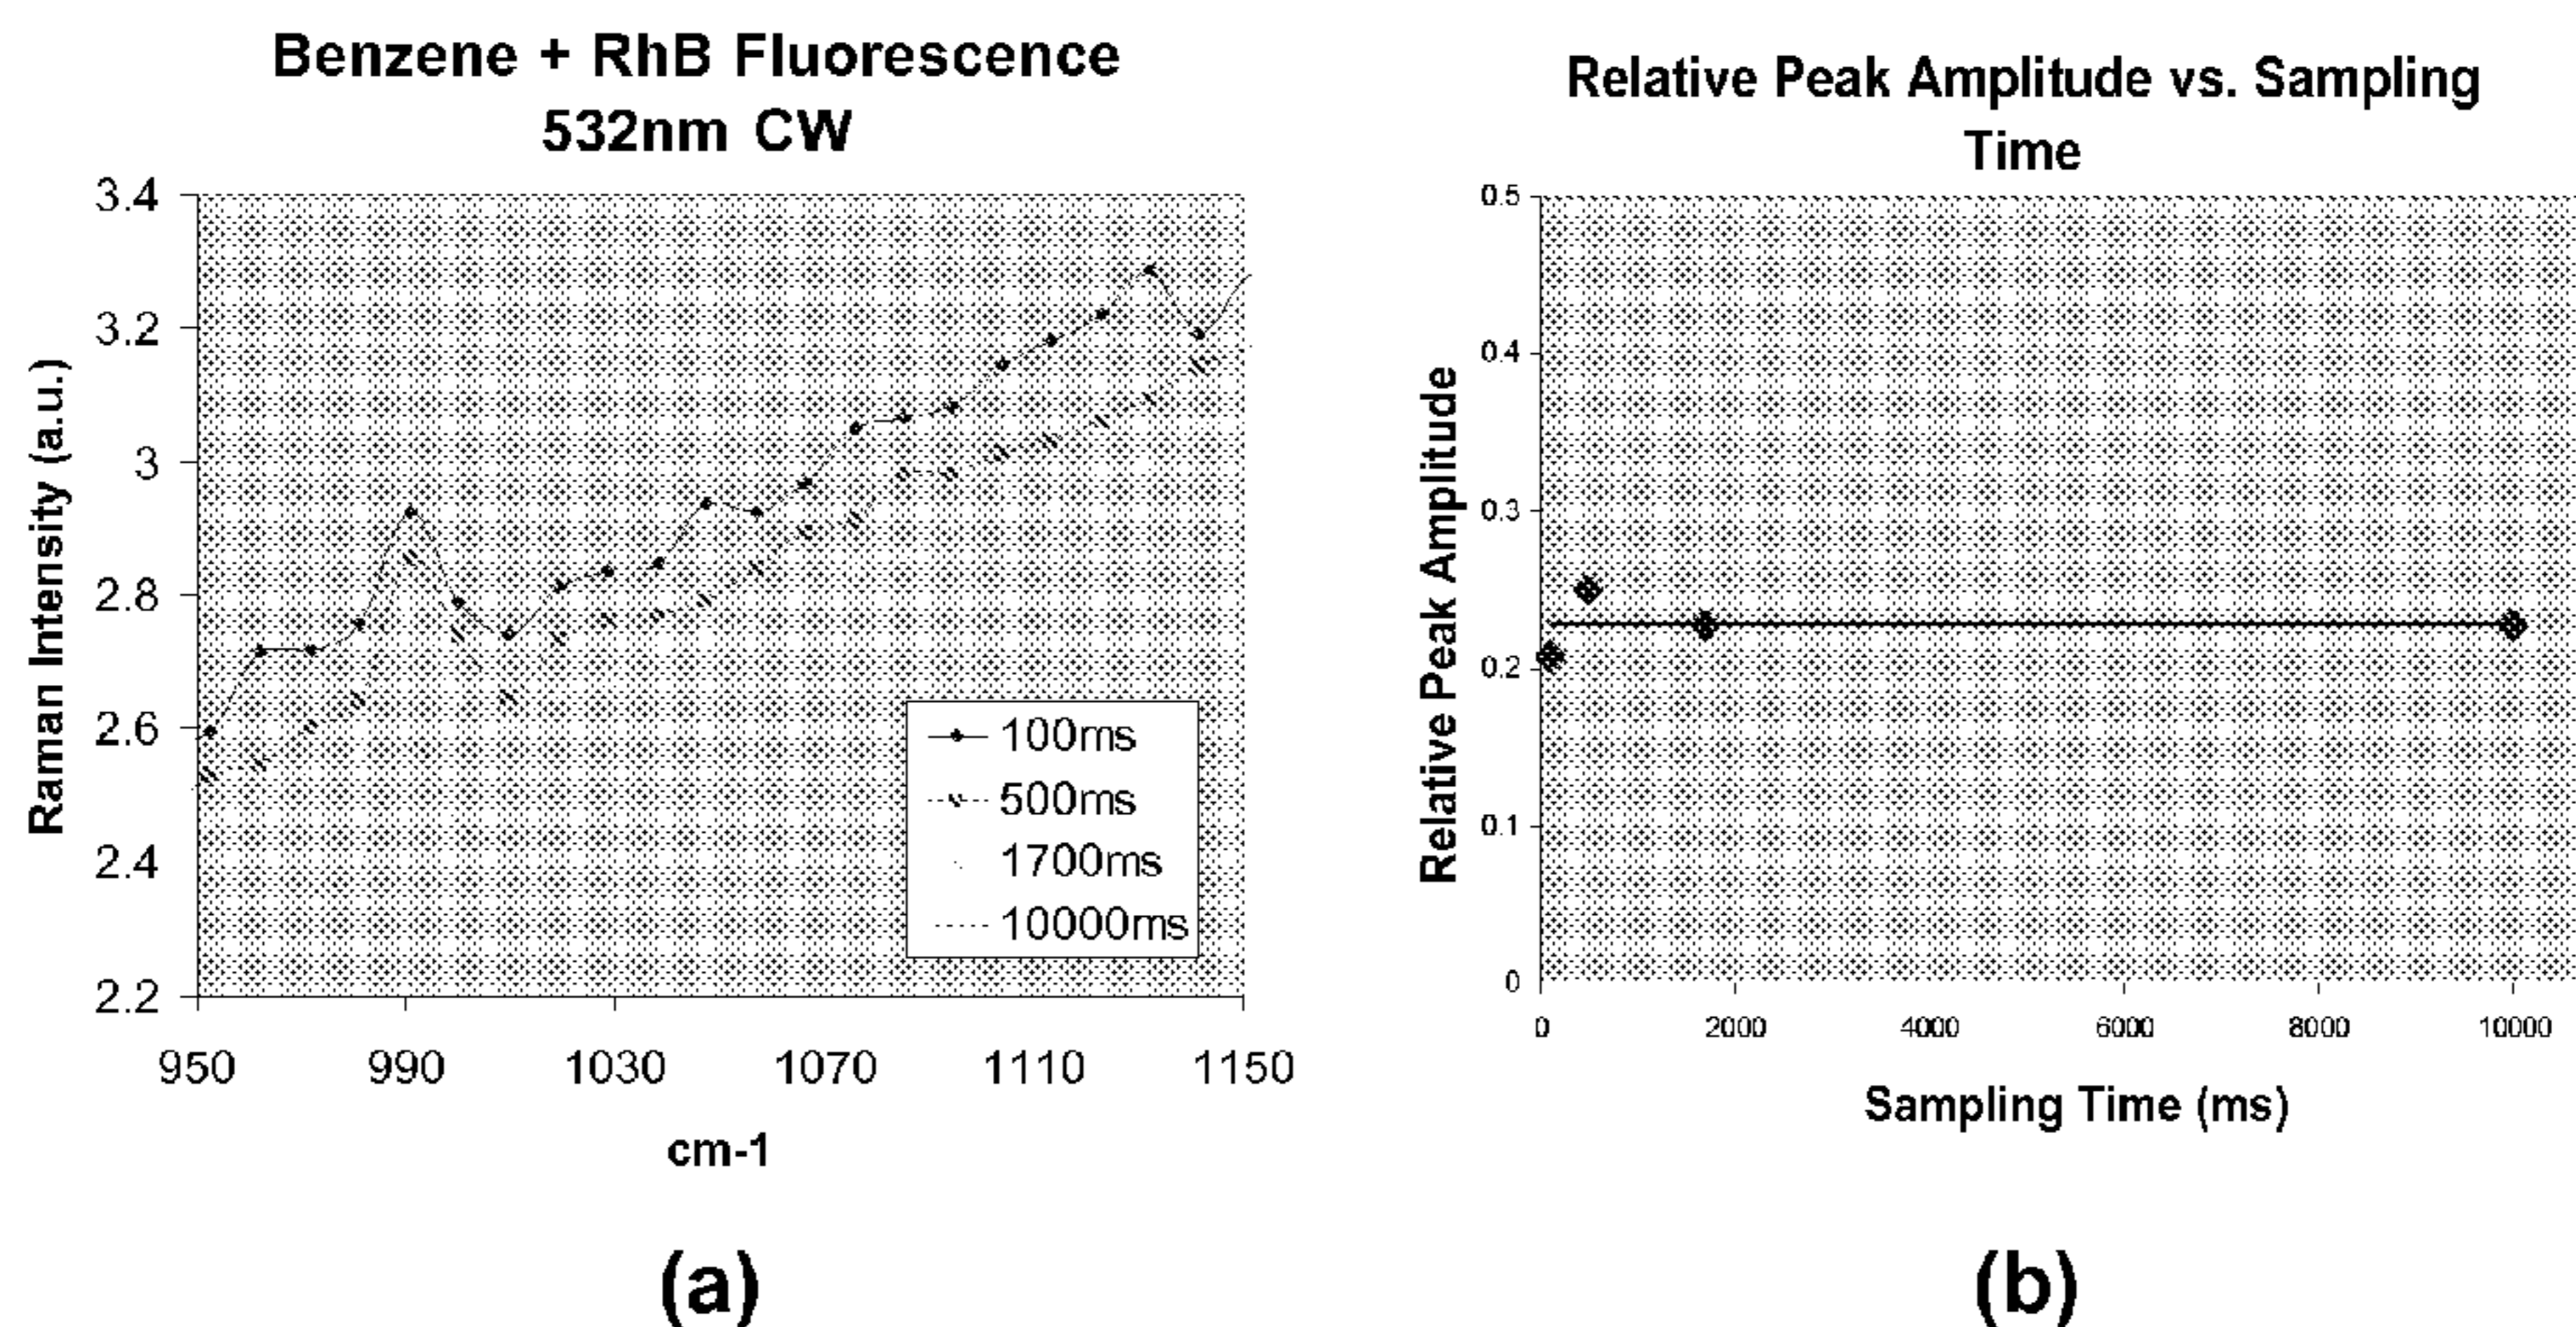 Benzene + RhB Fluorescence
532nm CW
3.4
3.2
3
2.8
2.6
2.4
2.2
Raman Intensity (a.u.)
100ms
500ms
1700ms
10000ms
950 990 1030 1070 1110 1150
cm-1
(a)
Relative Peak Amplitude vs. Sampling
Time
0.5
0.4
0.3
0.2
0.1
0
Relative Peak Amplitude
0 2000 4000 6000 8000 10000
Sampling Time (ms)
(b)